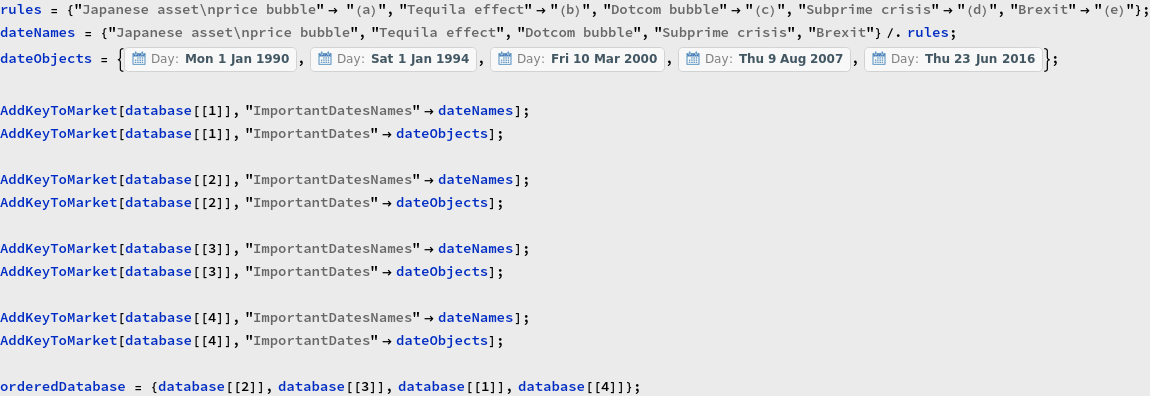 rules = {"Japanese asset\nprice bubble"→ "(a)", "Tequila effect"→"(b)", "Dotcom bubble"→"(c)", "Subprime crisis"→"(d)", "Brexit"→"(e)"};
dateNames = {"Japanese asset\nprice bubble", "Tequila effect", "Dotcom bubble", "Subprime crisis", "Brexit"} /. rules;
dateObjects = {Day: Mon 1 Jan 1990, Day: Sat 1 Jan 1994, Day: Fri 10 Mar 2000, Day: Thu 9 Aug 2007, Day: Thu 23 Jun 2016};
AddKeyToMarket[database[[1]], "ImportantDatesNames"→dateNames];
AddKeyToMarket[database[[1]], "ImportantDates"→dateObjects];
AddKeyToMarket[database[[2]], "ImportantDatesNames"→dateNames];
AddKeyToMarket[database[[2]], "ImportantDates"→dateObjects];
AddKeyToMarket[database[[3]], "ImportantDatesNames"→dateNames];
AddKeyToMarket[database[[3]], "ImportantDates"→dateObjects];
AddKeyToMarket[database[[4]], "ImportantDatesNames"→dateNames];
AddKeyToMarket[database[[4]], "ImportantDates"→dateObjects];
orderedDatabase = {database[[2]], database[[3]], database[[1]], database[[4]]};